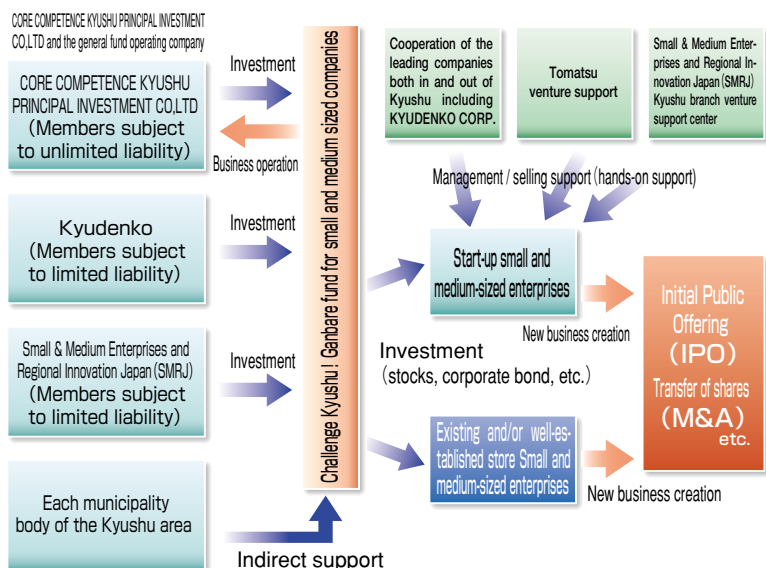 CORE COMPETENCE KYUSHU PRINCIPAL INVESTMENT
CO,LTD and the general fund operating company
CORE COMPETENCE KYUSHU
PRINCIPAL INVESTMENT CO,LTD
(Members subject
to unlimited liability)
Investment
Business operation
Kyudenko
(Members subject
to limited liability)
Investment
Small & Medium Enterprises and
Regional Innovation Japan (SMRJ)
(Members subject
to limited liability)
Investment
Each municipality
body of the Kyushu area
Indirect support
Challenge Kyushu! Ganbare fund for small and medium sized companies
Cooperation of the
leading companies
both in and out of
Kyushu including
KYUDENKO CORP.
Tomatsu
venture support
Small & Medium Enter-
prises and Regional In-
novation Japan (SMRJ)
Kyushu branch venture
support center
Management / selling support (hands-on support)
Start-up small and
medium-sized enterprises
New business creation
Investment
(stocks, corporate bond, etc.)
Existing and/or well-es-
tablished store Small and
medium-sized enterprises
New business creation
Initial Public
Offering
(IPO)
Transfer of shares
(M&A)
etc.